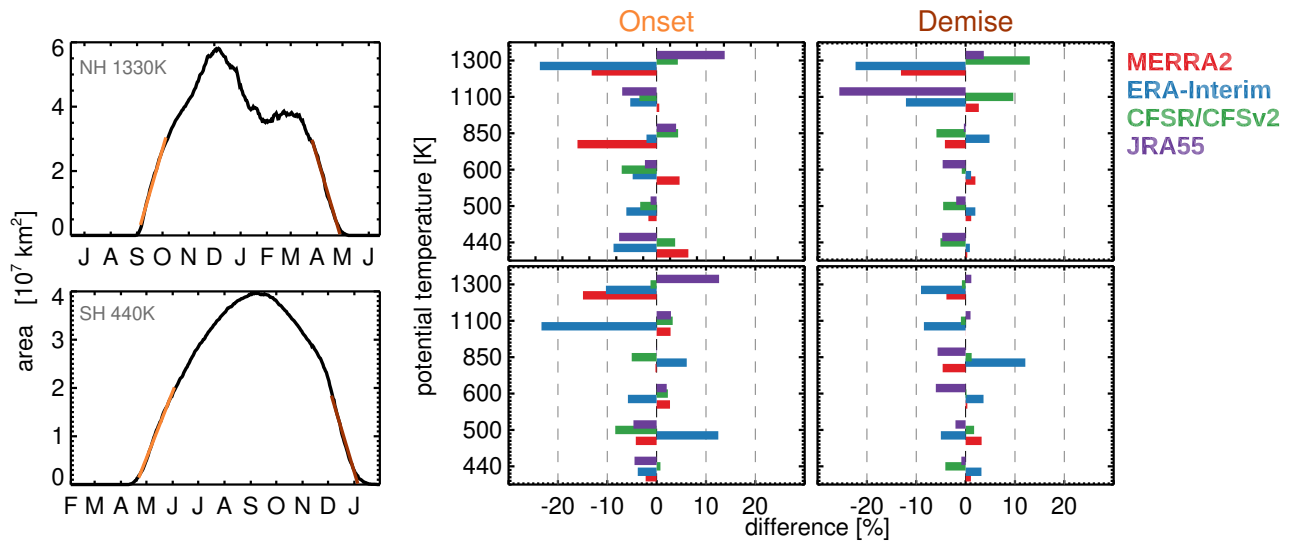 Onset
Demise
NH 1330K
6
4
2
0
J A S O N D J F M A M J
area [10⁷ km²]
SH 440K
4
3
2
1
0
F M A M J J A S O N D J
potential temperature [K]
1300
1100
850
600
500
440
1300
1100
850
600
500
440
-20 -10 0 10 20
-20 -10 0 10 20
difference [%]
MERRA2
ERA-Interim
CFSR/CFSv2
JRA55